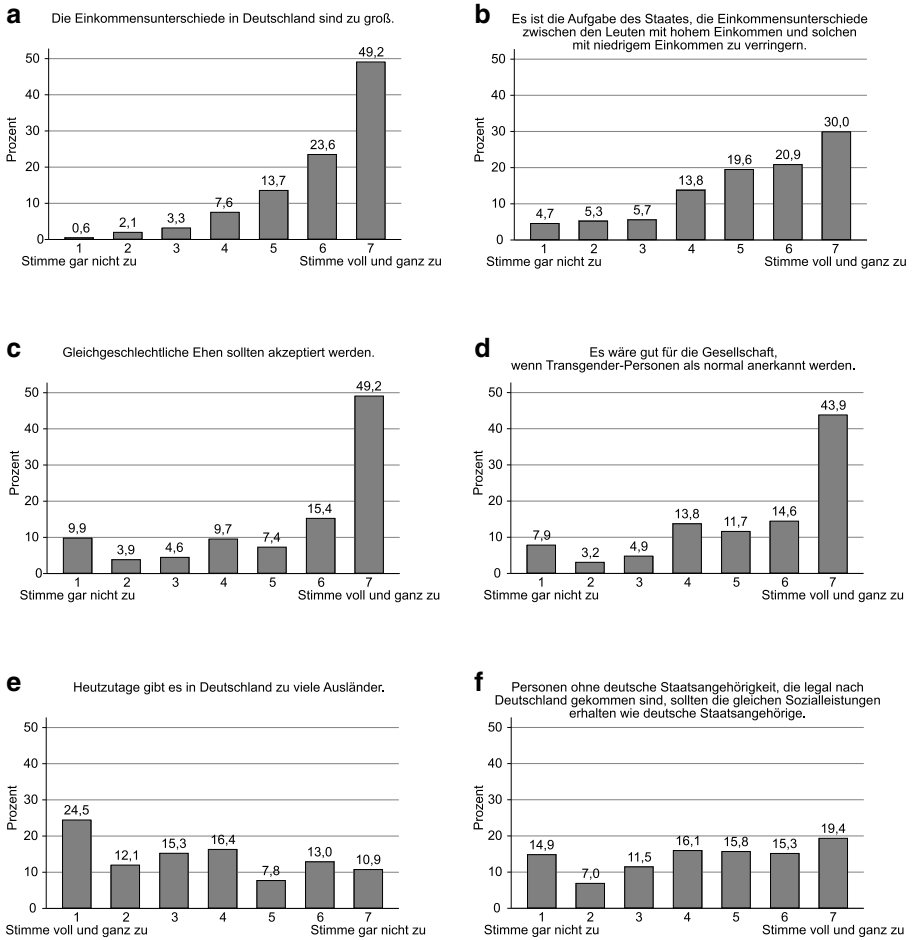 a
Die Einkommensunterschiede in Deutschland sind zu groß.
Prozent
50
40
30
20
10
0
0,6
2,1
3,3
7,6
13,7
23,6
49,2
1 2 3 4 5 6 7
Stimme gar nicht zu Stimme voll und ganz zu
b
Es ist die Aufgabe des Staates, die Einkommensunterschiede
zwischen den Leuten mit hohem Einkommen und solchen
mit niedrigem Einkommen zu verringern.
Prozent
50
40
30
20
10
0
4,7
5,3
5,7
13,8
19,6
20,9
30,0
1 2 3 4 5 6 7
Stimme gar nicht zu Stimme voll und ganz zu
c
Gleichgeschlechtliche Ehen sollten akzeptiert werden.
Prozent
50
40
30
20
10
0
9,9
3,9
4,6
9,7
7,4
15,4
49,2
1 2 3 4 5 6 7
Stimme gar nicht zu Stimme voll und ganz zu
d
Es wäre gut für die Gesellschaft,
wenn Transgender-Personen als normal anerkannt werden.
Prozent
50
40
30
20
10
0
7,9
3,2
4,9
13,8
11,7
14,6
43,9
1 2 3 4 5 6 7
Stimme gar nicht zu Stimme voll und ganz zu
e
Heutzutage gibt es in Deutschland zu viele Ausländer.
Prozent
50
40
30
20
10
0
24,5
12,1
15,3
16,4
7,8
13,0
10,9
1 2 3 4 5 6 7
Stimme voll und ganz zu Stimme gar nicht zu
f
Personen ohne deutsche Staatsangehörigkeit, die legal nach
Deutschland gekommen sind, sollten die gleichen Sozialleistungen
erhalten wie deutsche Staatsangehörige.
Prozent
50
40
30
20
10
0
14,9
7,0
11,5
16,1
15,8
15,3
19,4
1 2 3 4 5 6 7
Stimme gar nicht zu Stimme voll und ganz zu